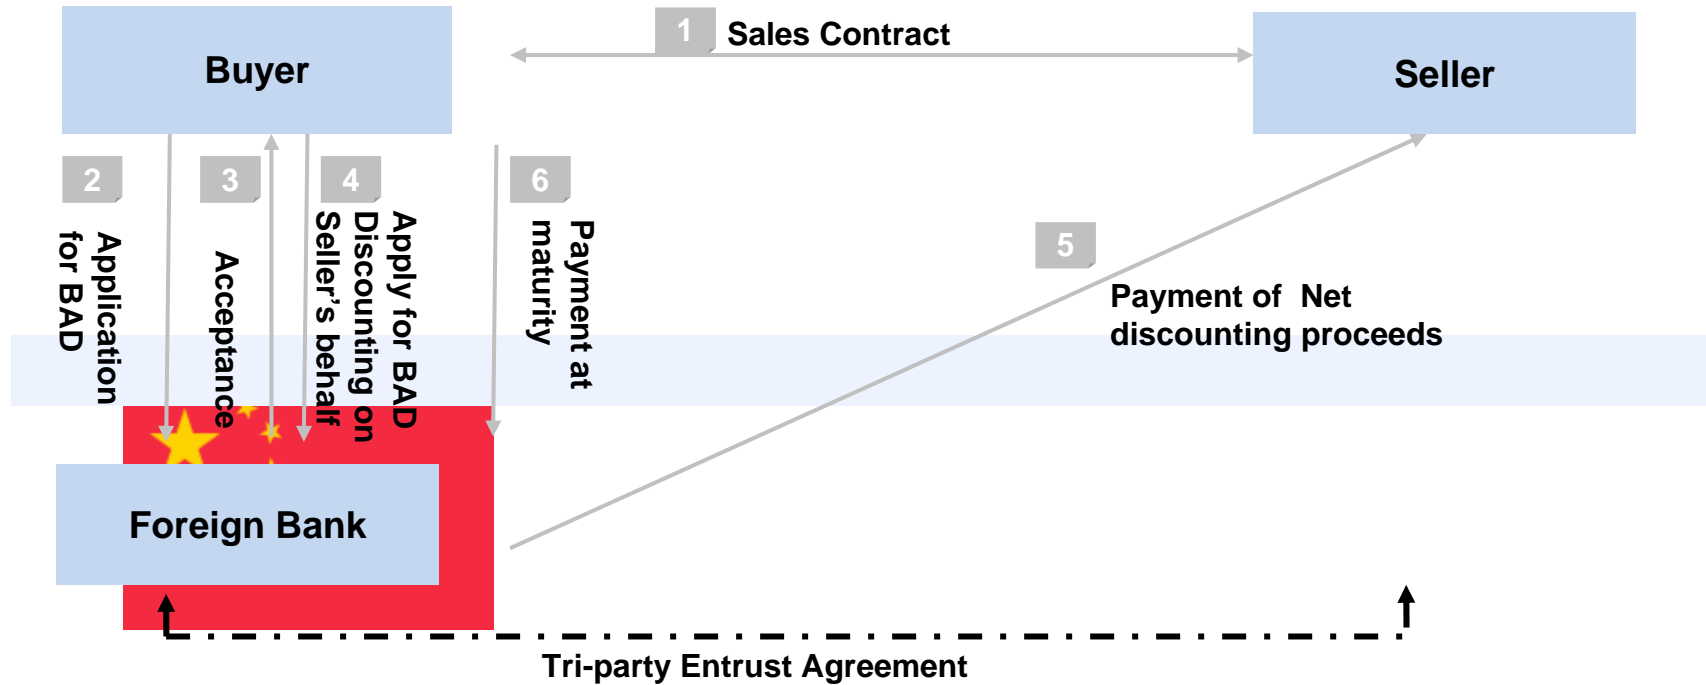 1
Sales Contract
Buyer
Seller
2
3
4
6
5
Application
for BAD
Acceptance
Apply for BAD
Discounting on
Seller’s behalf
Payment at
maturity
Payment of Net
discounting proceeds
Foreign Bank
Tri-party Entrust Agreement